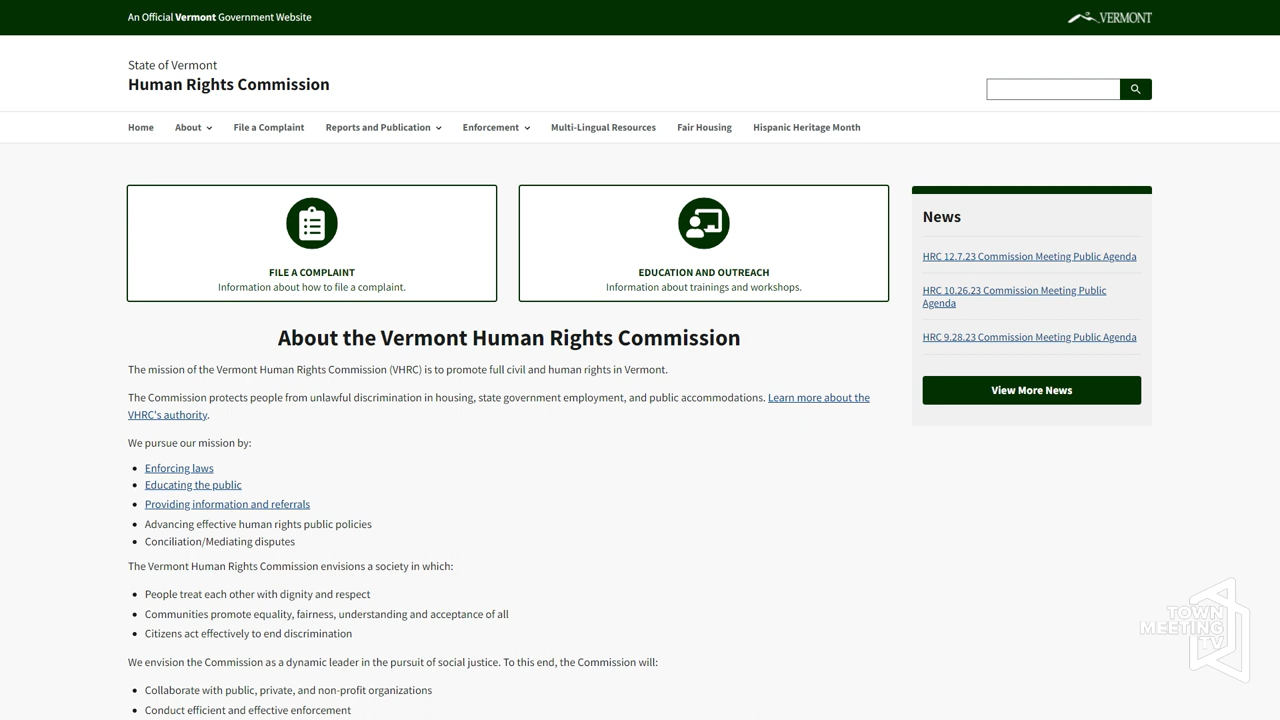 An Official Vermont Government Website
VERMONT
State of Vermont
Human Rights Commission
Home About File a Complaint Reports and Publication Enforcement Multi-Lingual Resources Fair Housing Hispanic Heritage Month
FILE A COMPLAINT
Information about how to file a complaint.
EDUCATION AND OUTREACH
Information about trainings and workshops.
About the Vermont Human Rights Commission
The mission of the Vermont Human Rights Commission (VHRC) is to promote full civil and human rights in Vermont.
The Commission protects people from unlawful discrimination in housing, state government employment, and public accommodations. Learn more about the
VHRC's authority.
We pursue our mission by:
Enforcing laws
Educating the public
Providing information and referrals
Advancing effective human rights public policies
Conciliation/Mediating disputes
The Vermont Human Rights Commission envisions a society in which:
People treat each other with dignity and respect
Communities promote equality, fairness, understanding and acceptance of all
Citizens act effectively to end discrimination
We envision the Commission as a dynamic leader in the pursuit of social justice. To this end, the Commission will:
Collaborate with public, private, and non-profit organizations
Conduct efficient and effective enforcement
News
HRC 12.7.23 Commission Meeting Public Agenda
HRC 10.26.23 Commission Meeting Public
Agenda
HRC 9.28.23 Commission Meeting Public Agenda
View More News
TOWN
MEETING
TV